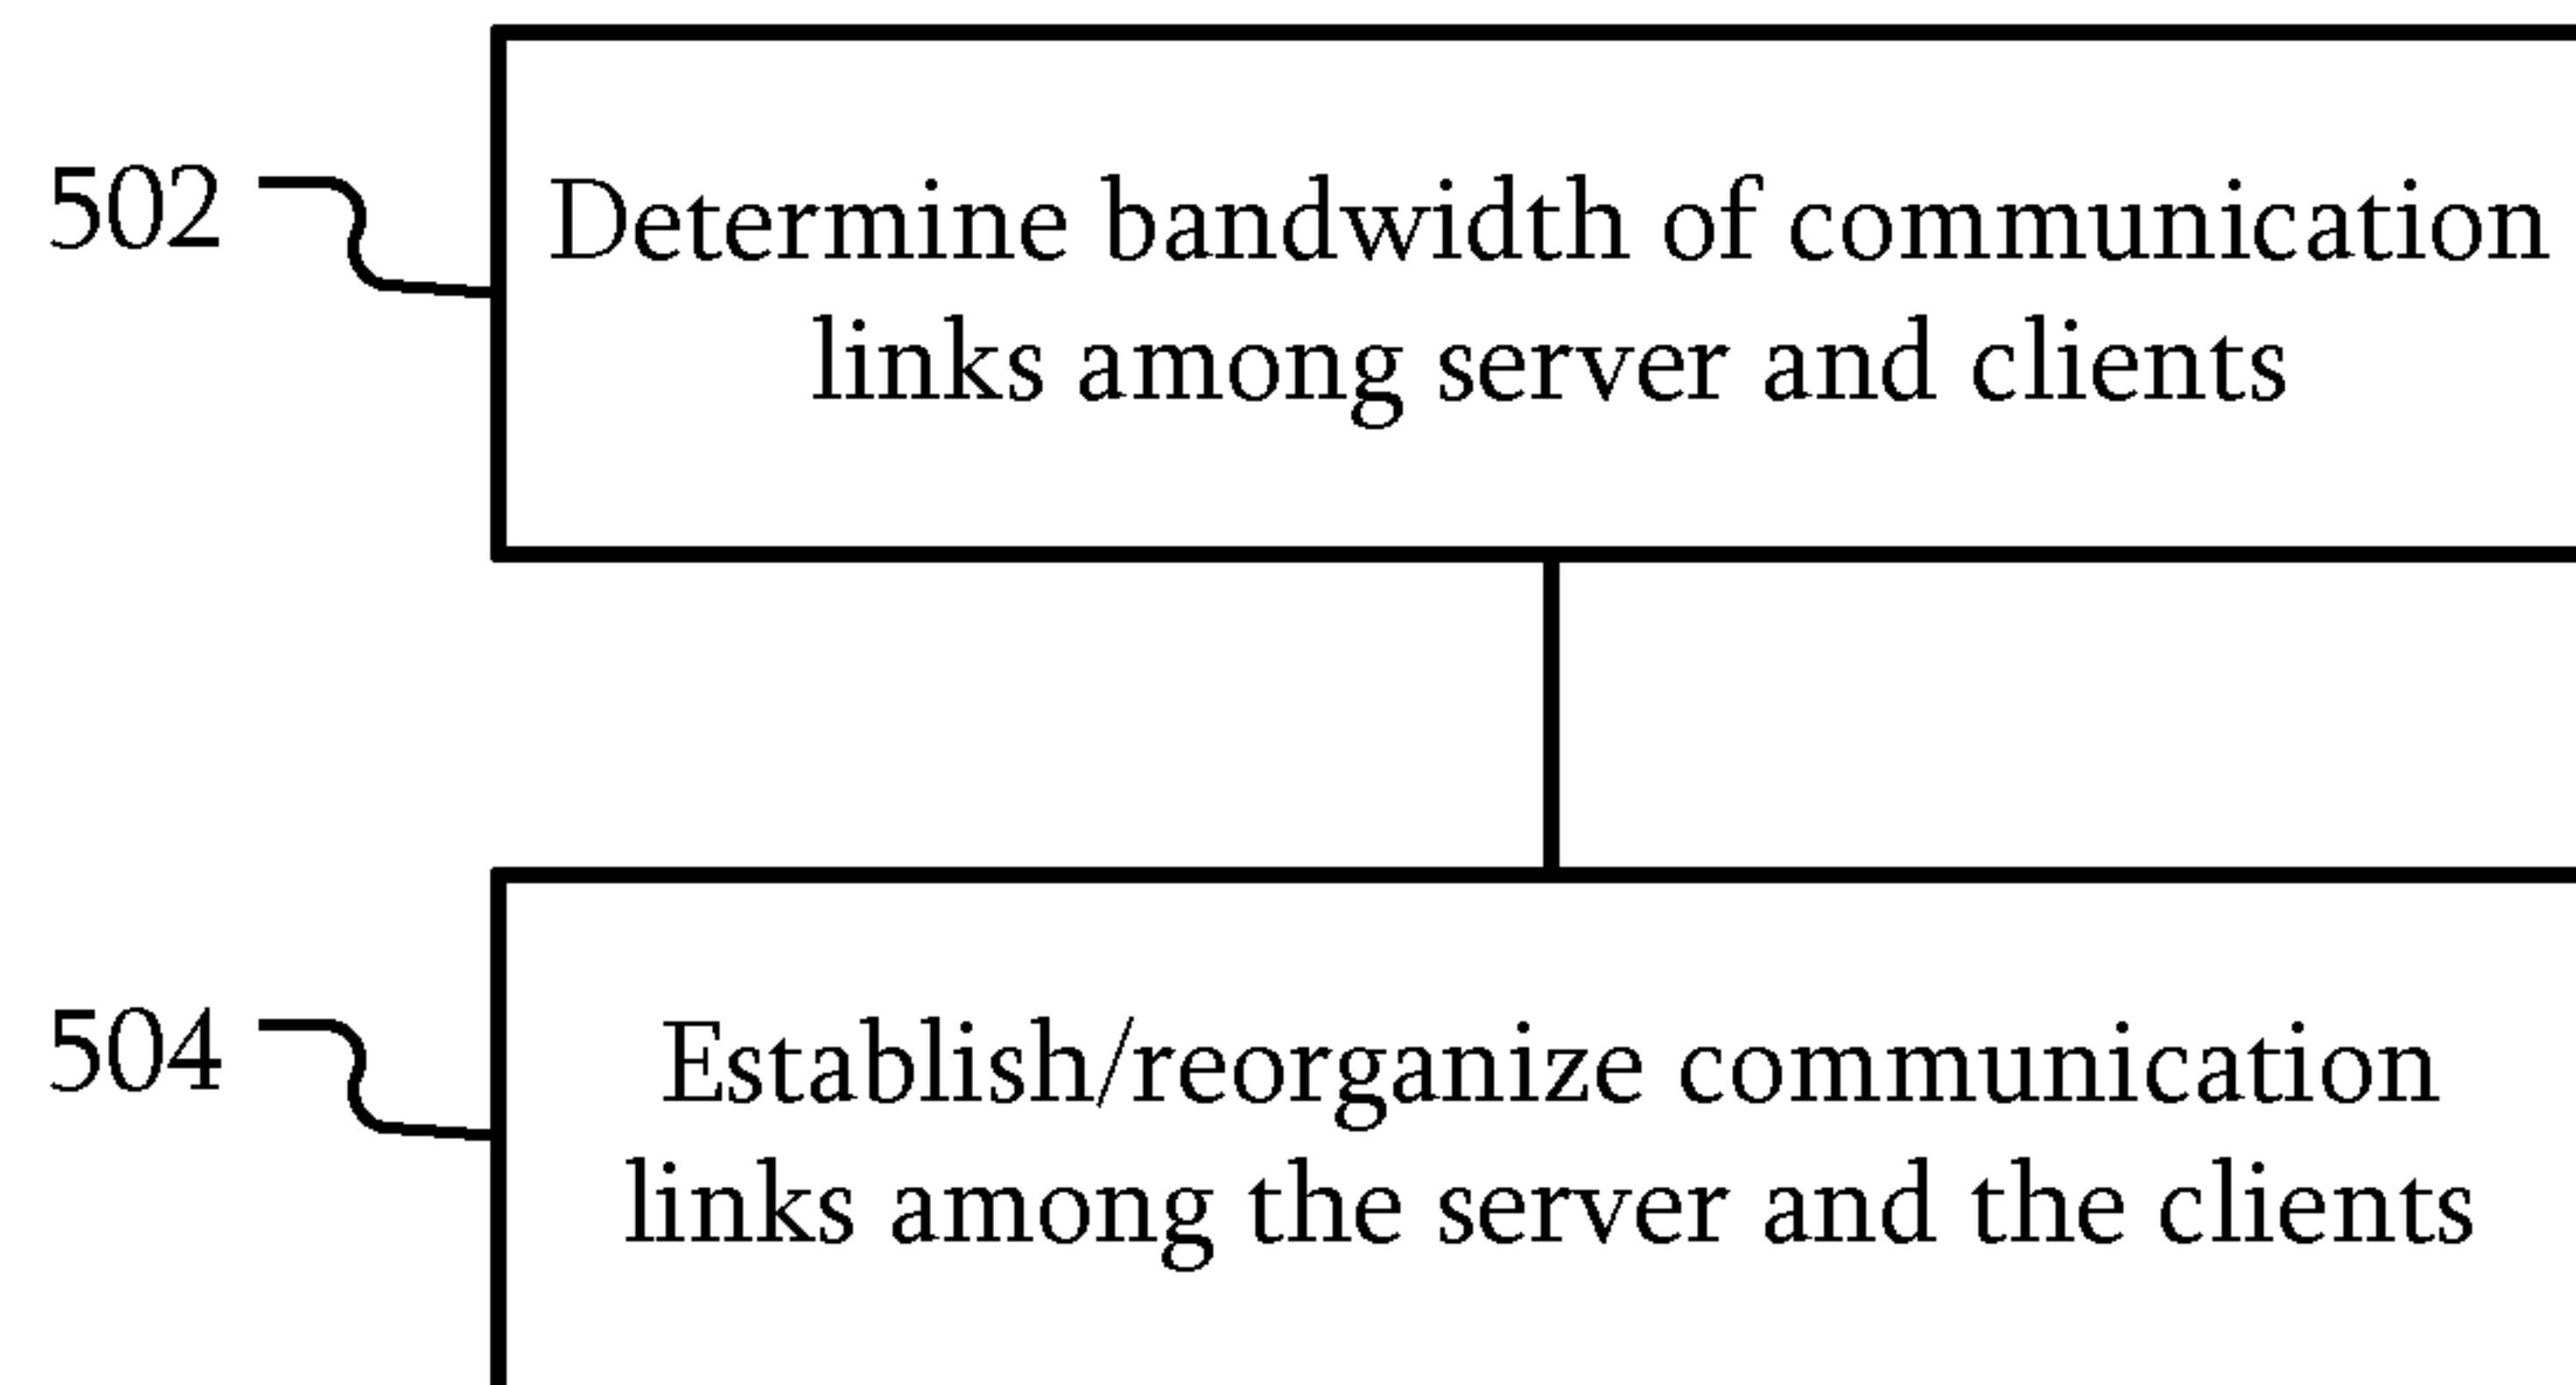 502
Determine bandwidth of communication
links among server and clients
504
Establish/reorganize communication
links among the server and the clients